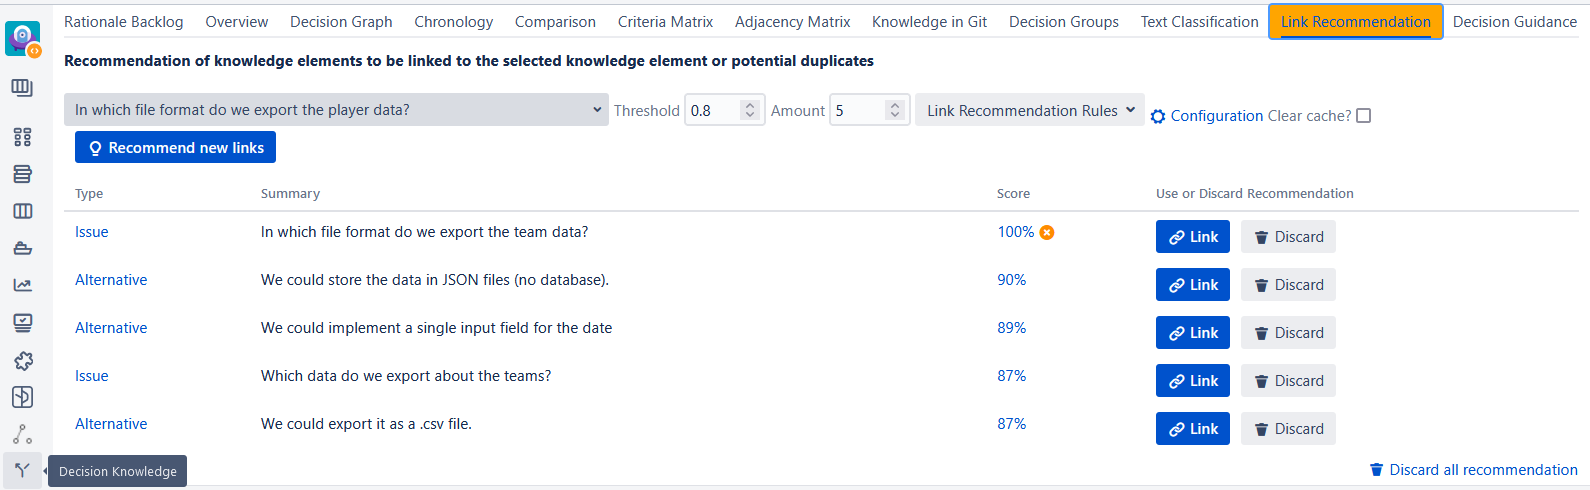 Rationale Backlog Overview Decision Graph Chronology Comparison Criteria Matrix Adjacency Matrix Knowledge in Git Decision Groups Text Classification Link Recommendation Decision Guidance
Recommendation of knowledge elements to be linked to the selected knowledge element or potential duplicates
In which file format do we export the player data? Threshold 0.8 Amount 5 Link Recommendation Rules Configuration Clear cache?
Recommend new links
Type Summary Score Use or Discard Recommendation
Issue In which file format do we export the team data? 100% Link Discard
Alternative We could store the data in JSON files (no database). 90% Link Discard
Alternative We could implement a single input field for the date 89% Link Discard
Issue Which data do we export about the teams? 87% Link Discard
Alternative We could export it as a .csv file. 87% Link Discard
Decision Knowledge Discard all recommendation